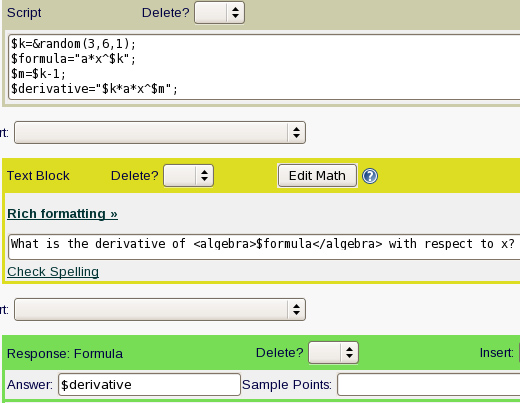 Script Delete?
$k=&random(3,6,1);
$formula="a*x^$k";
$m=$k-1;
$derivative="$k*a*x^$m";
rt:
Text Block Delete? Edit Math ?
Rich formatting »
What is the derivative of <algebra>$formula</algebra> with respect to x?
Check Spelling
rt:
Response: Formula Delete? Insert:
Answer: $derivative Sample Points: